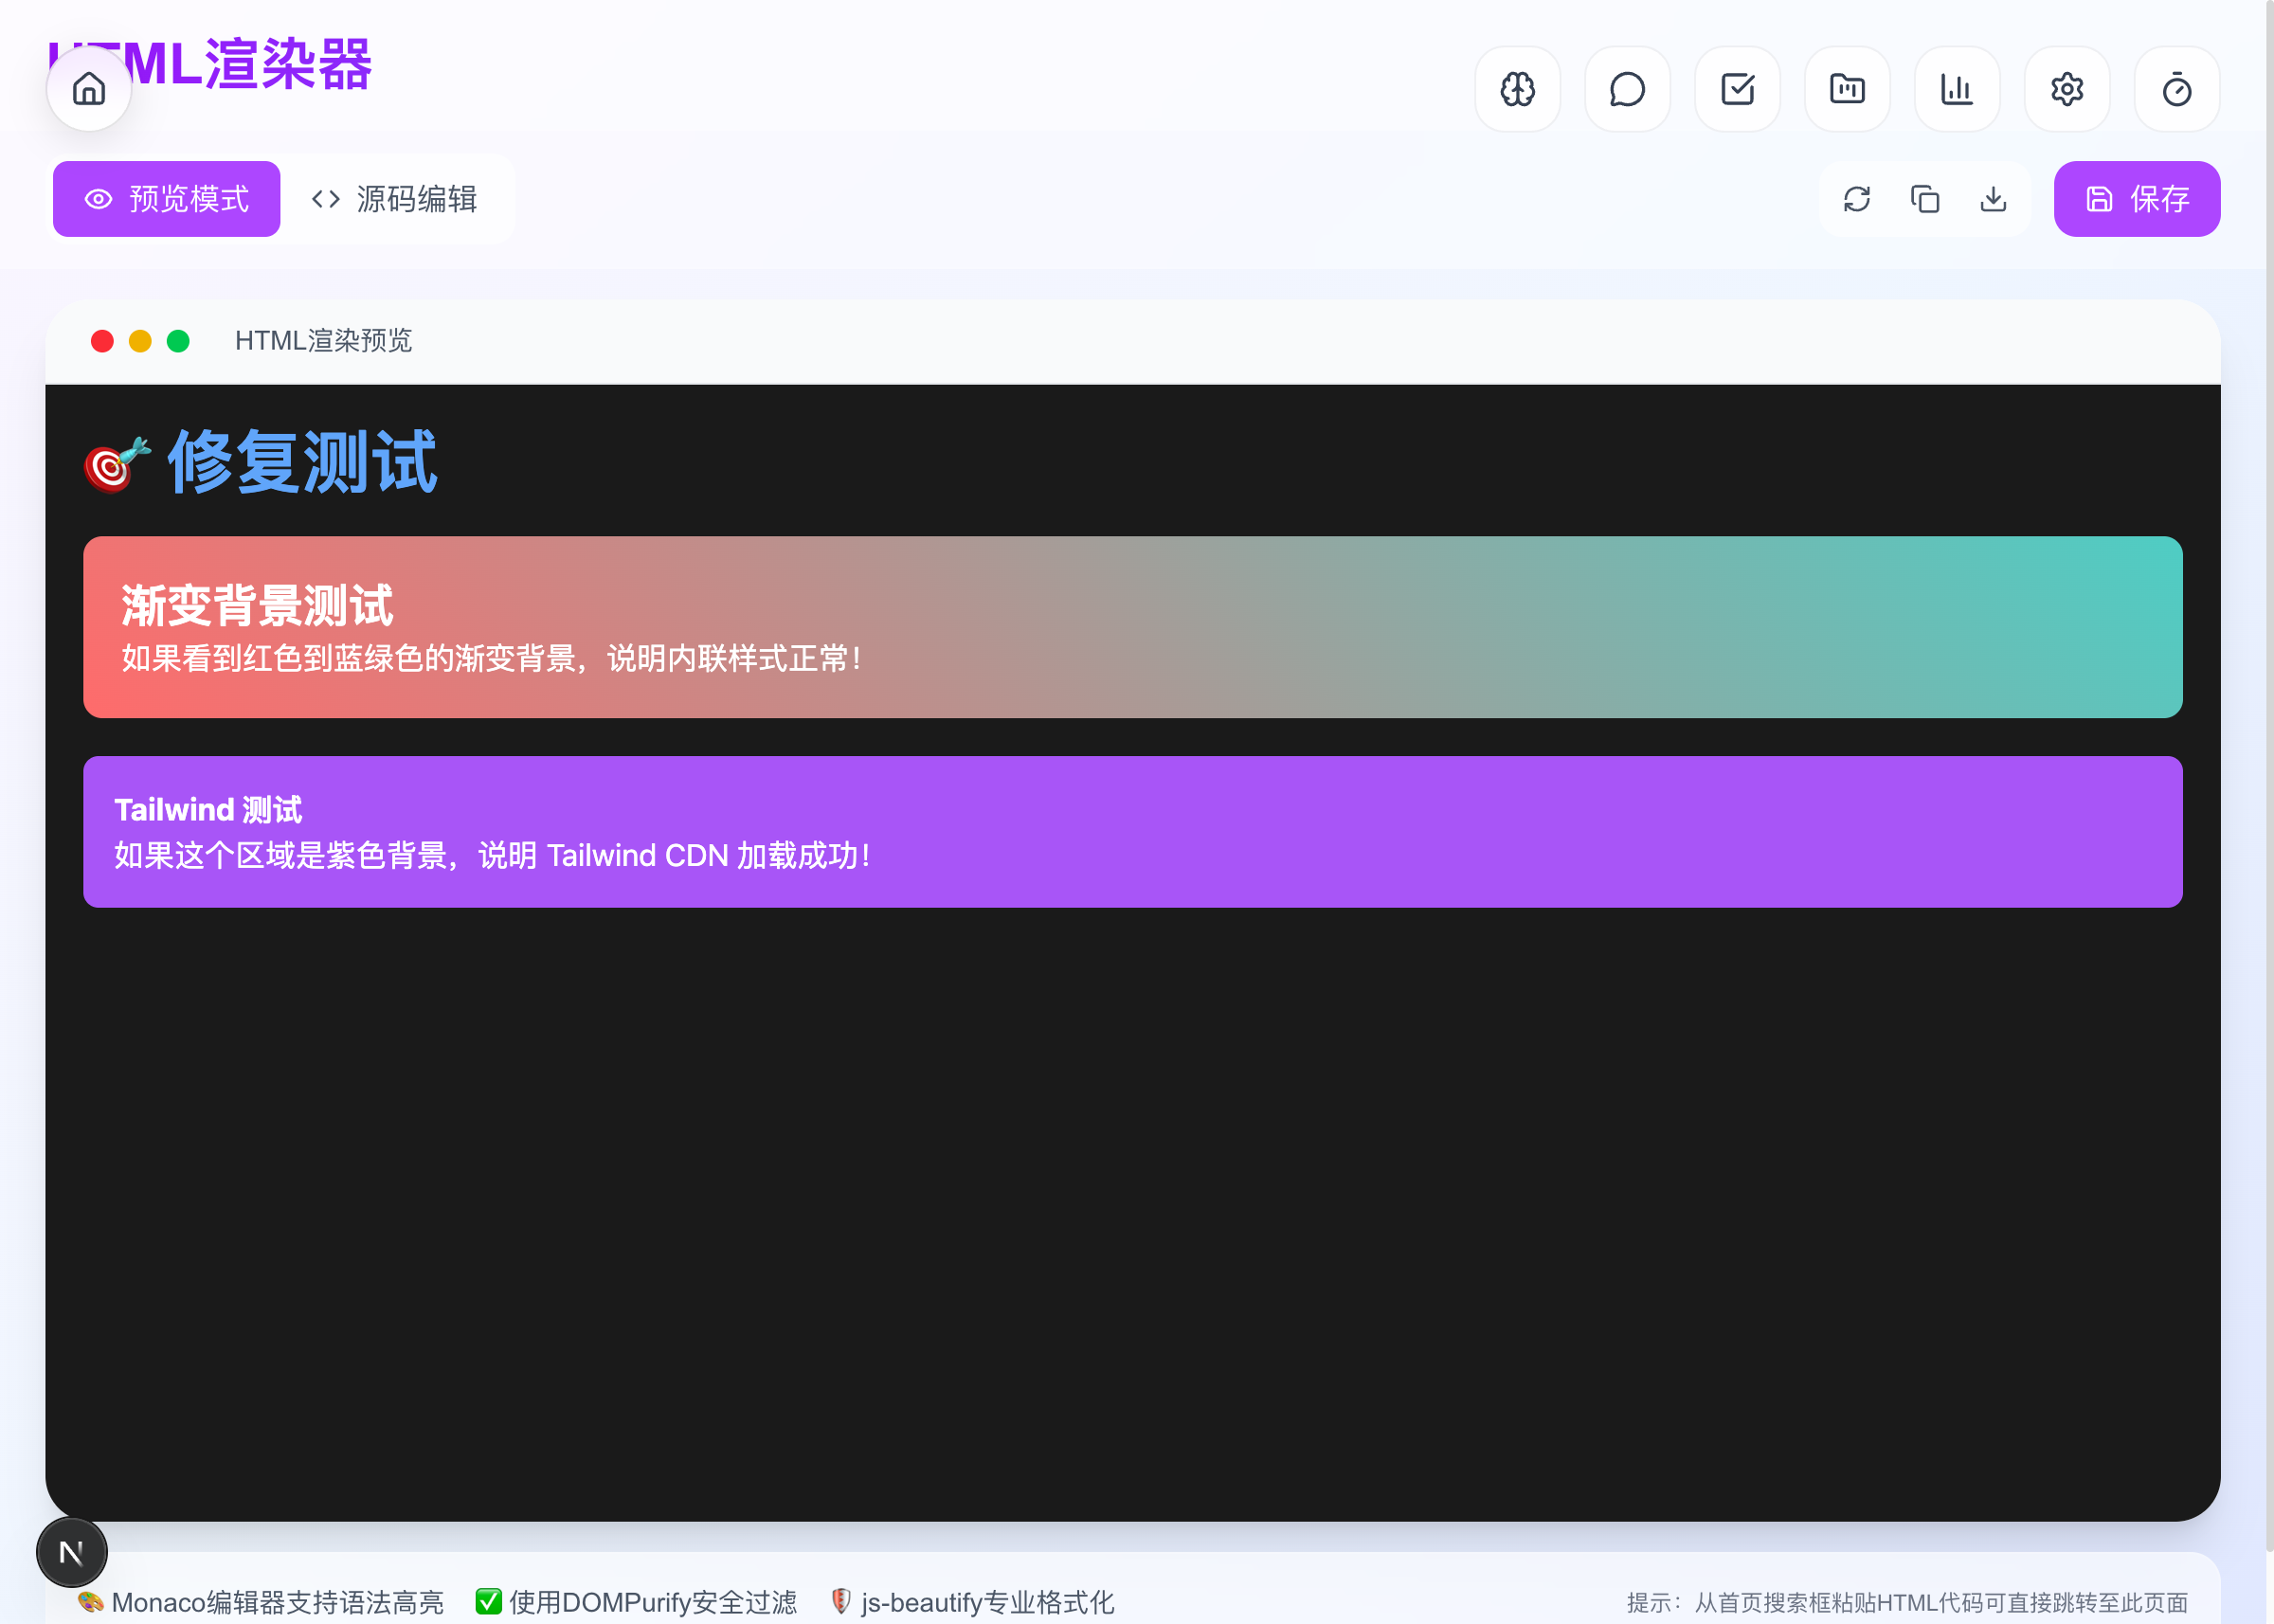 HTML渲染器
预览模式
源码编辑
保存
HTML渲染预览
🎯 修复测试
渐变背景测试
如果看到红色到蓝绿色的渐变背景，说明内联样式正常！
Tailwind 测试
如果这个区域是紫色背景，说明 Tailwind CDN 加载成功！
N
🎨 Monaco编辑器支持语法高亮 ✅ 使用DOMPurify安全过滤 🛡️ js-beautify专业格式化
提示：从首页搜索框粘贴HTML代码可直接跳转至此页面